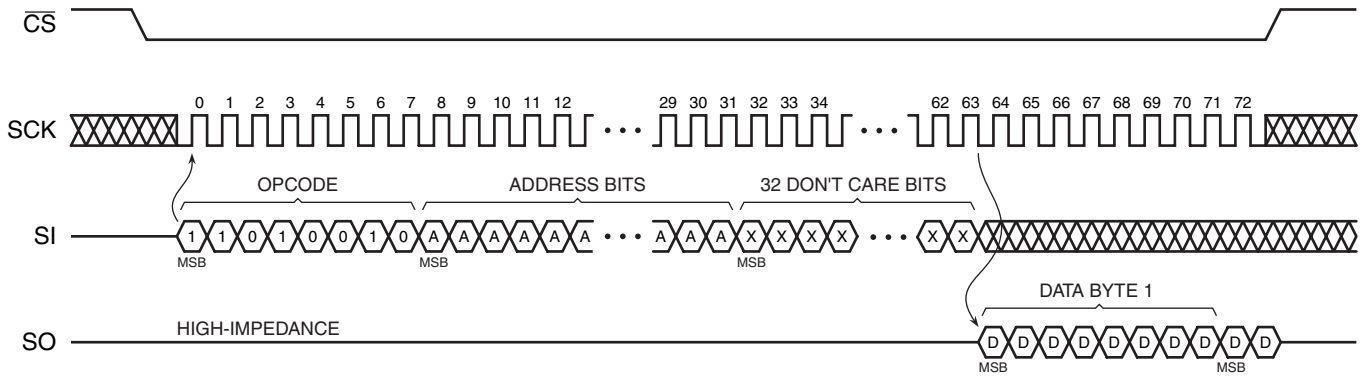 CS
0 1 2 3 4 5 6 7 8 9 10 11 12 29 30 31 32 33 34 62 63 64 65 66 67 68 69 70 71 72
SCK
OPCODE ADDRESS BITS 32 DON'T CARE BITS
SI 1 1 0 1 0 0 1 0 A A A A A A A A A X X X X X X
MSB MSB MSB
DATA BYTE 1
HIGH-IMPEDANCE
SO D D D D D D D D D D
MSB MSB